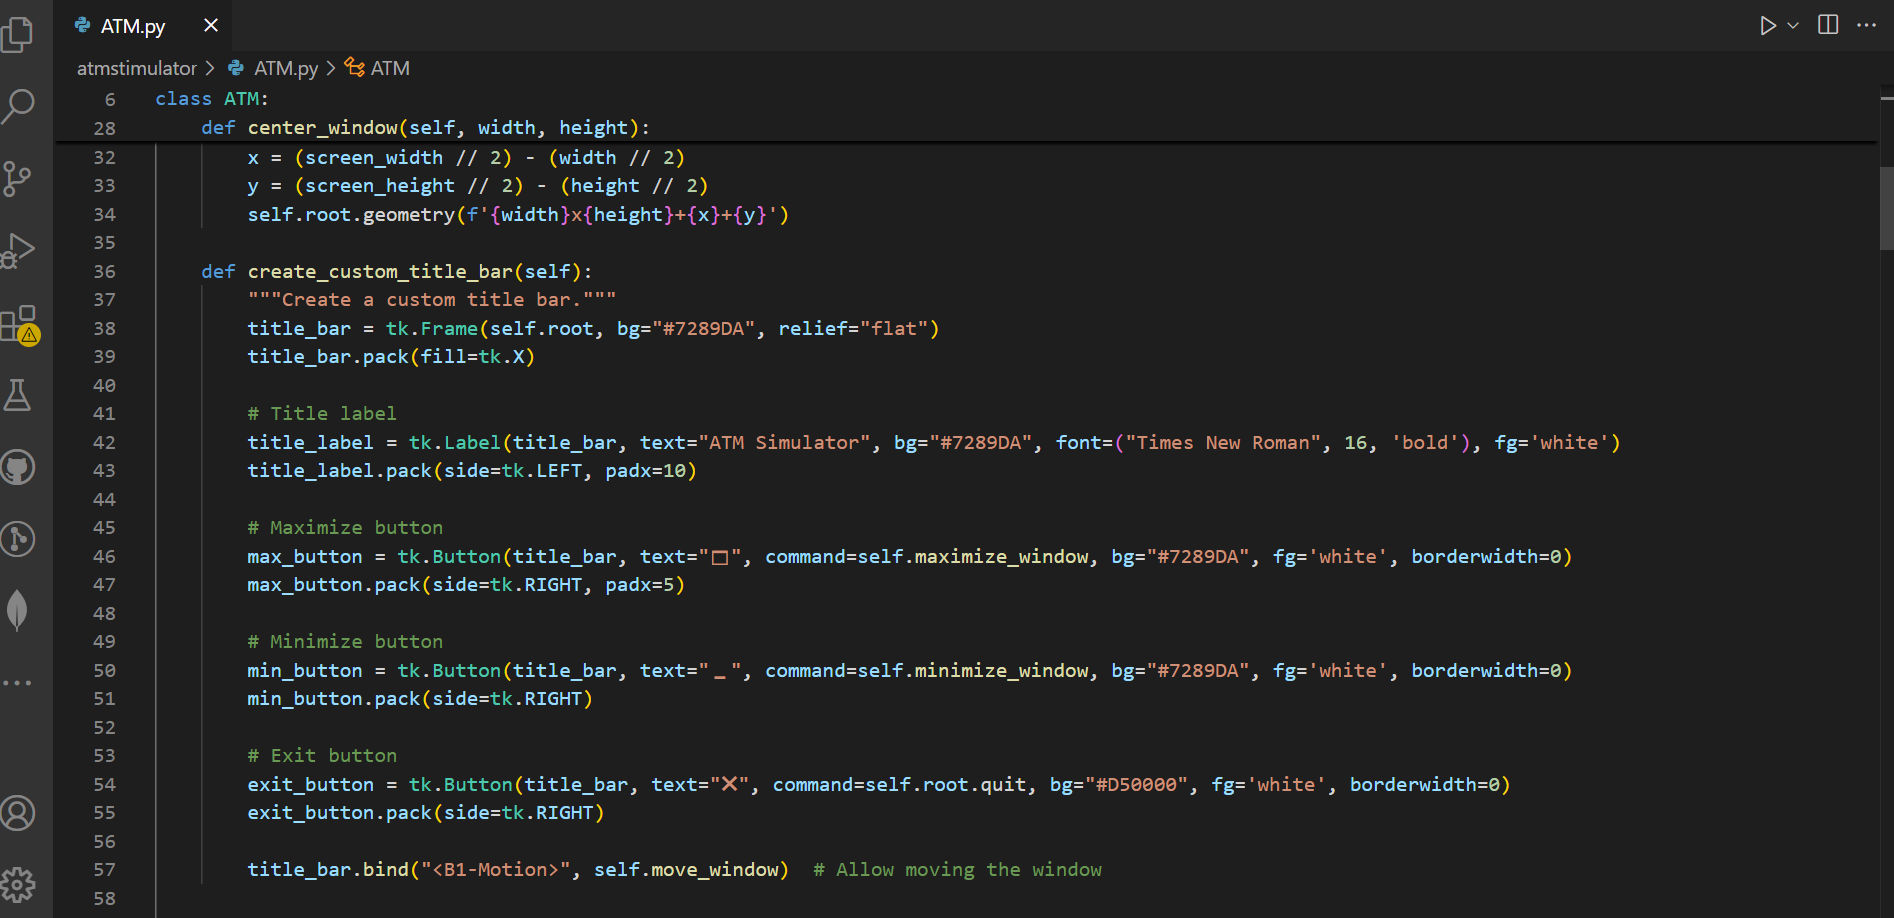 ATM.py ×
atmstimulator > ATM.py > ATM
6 class ATM:
28     def center_window(self, width, height):
32         x = (screen_width // 2) - (width // 2)
33         y = (screen_height // 2) - (height // 2)
34         self.root.geometry(f'{width}x{height}+{x}+{y}')
35
36     def create_custom_title_bar(self):
37         """Create a custom title bar."""
38         title_bar = tk.Frame(self.root, bg="#7289DA", relief="flat")
39         title_bar.pack(fill=tk.X)
40
41         # Title label
42         title_label = tk.Label(title_bar, text="ATM Simulator", bg="#7289DA", font=("Times New Roman", 16, 'bold'), fg='white')
43         title_label.pack(side=tk.LEFT, padx=10)
44
45         # Maximize button
46         max_button = tk.Button(title_bar, text="🗖", command=self.maximize_window, bg="#7289DA", fg='white', borderwidth=0)
47         max_button.pack(side=tk.RIGHT, padx=5)
48
49         # Minimize button
50         min_button = tk.Button(title_bar, text="🗕", command=self.minimize_window, bg="#7289DA", fg='white', borderwidth=0)
51         min_button.pack(side=tk.RIGHT)
52
53         # Exit button
54         exit_button = tk.Button(title_bar, text="❌", command=self.root.quit, bg="#D50000", fg='white', borderwidth=0)
55         exit_button.pack(side=tk.RIGHT)
56
57         title_bar.bind("<B1-Motion>", self.move_window)  # Allow moving the window
58